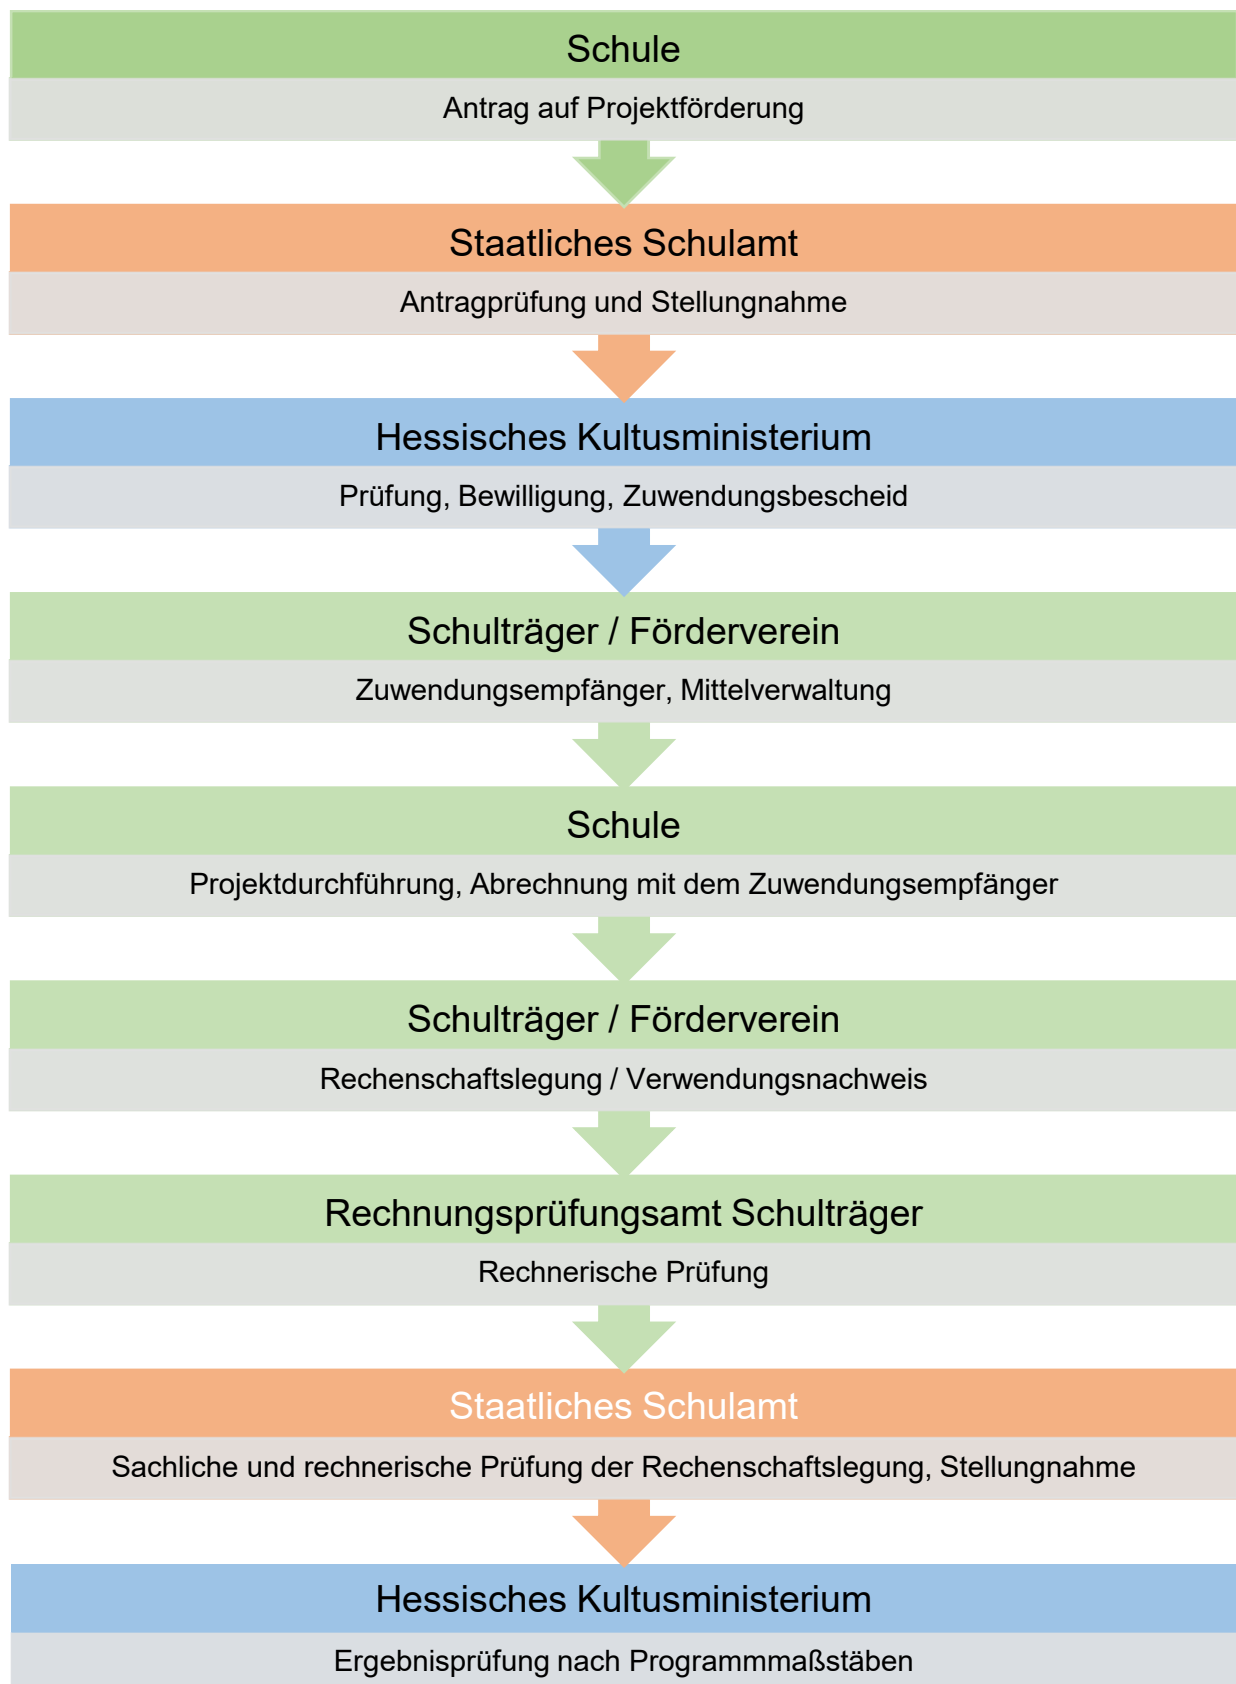 Schule
Antrag auf Projektförderung
Staatliches Schulamt
Antragprüfung und Stellungnahme
Hessisches Kultusministerium
Prüfung, Bewilligung, Zuwendungsbescheid
Schulträger / Förderverein
Zuwendungsempfänger, Mittelverwaltung
Schule
Projektdurchführung, Abrechnung mit dem Zuwendungsempfänger
Schulträger / Förderverein
Rechenschaftslegung / Verwendungsnachweis
Rechnungsprüfungsamt Schulträger
Rechnerische Prüfung
Staatliches Schulamt
Sachliche und rechnerische Prüfung der Rechenschaftslegung, Stellungnahme
Hessisches Kultusministerium
Ergebnisprüfung nach Programmmaßstäben